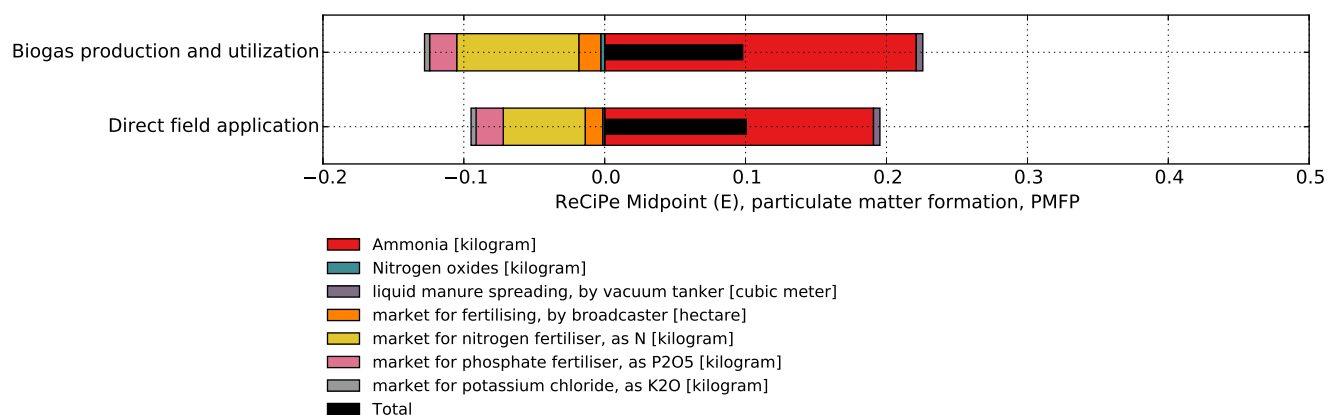 Biogas production and utilization
Direct field application
−0.2 −0.1 0.0 0.1 0.2 0.3 0.4 0.5
ReCiPe Midpoint (E), particulate matter formation, PMFP
Ammonia [kilogram]
Nitrogen oxides [kilogram]
liquid manure spreading, by vacuum tanker [cubic meter]
market for fertilising, by broadcaster [hectare]
market for nitrogen fertiliser, as N [kilogram]
market for phosphate fertiliser, as P2O5 [kilogram]
market for potassium chloride, as K2O [kilogram]
Total